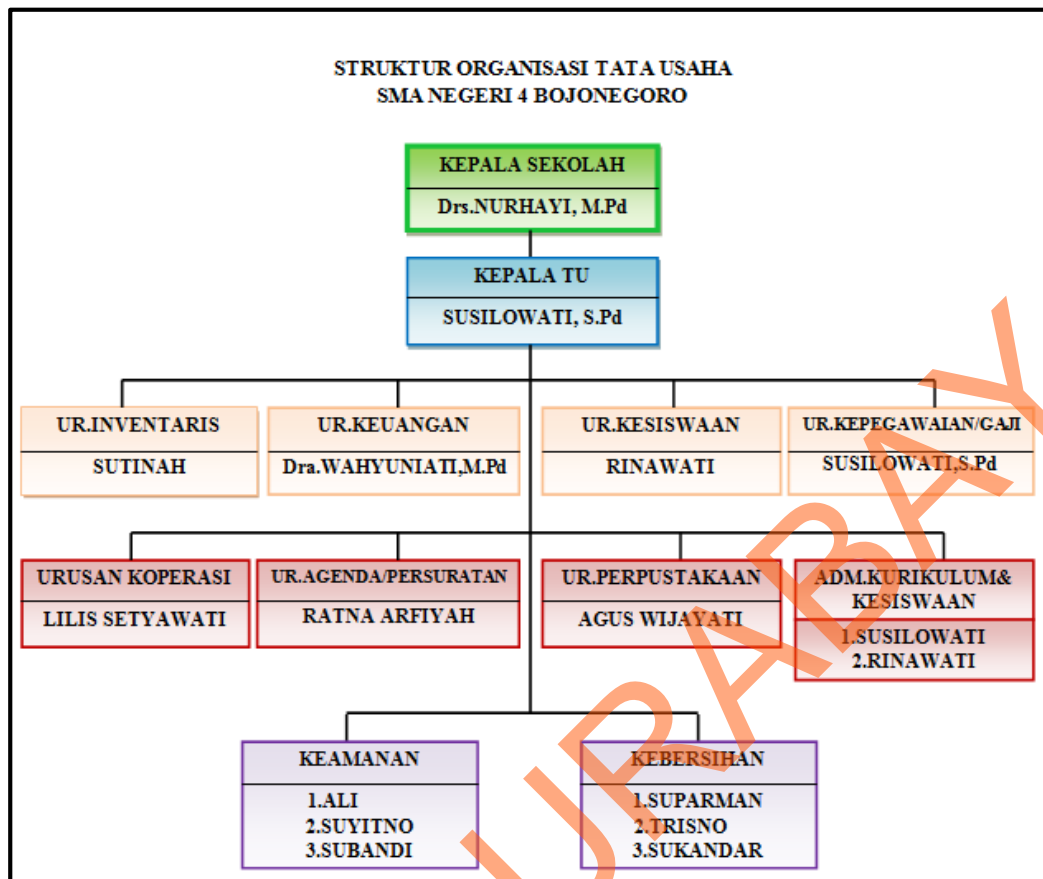 STRUKTUR ORGANISASI TATA USAHA
SMA NEGERI 4 BOJONEGORO
KEPALA SEKOLAH
Drs.NURHAYI, M.Pd
KEPALA TU
SUSILOWATI, S.Pd
UR.INVENTARIS
SUTINAH
UR.KEUANGAN
Dra.WAHYUNIATI,M.Pd
UR.KESISWAAN
RINAWATI
UR.KEPEGAWAIAN/GAJI
SUSILOWATI,S.Pd
URUSAN KOPERASI
LILIS SETYAWATI
UR.AGENDA/PERSURATAN
RATNA ARFIYAH
UR.PERPUSTAKAAN
AGUS WIJAYATI
ADM.KURIKULUM&
KESISWAAN
1.SUSILOWATI
2.RINAWATI
KEAMANAN
1.ALI
2.SUYITNO
3.SUBANDI
KEBERSIHAN
1.SUPARMAN
2.TRISNO
3.SUKANDAR
URABAY